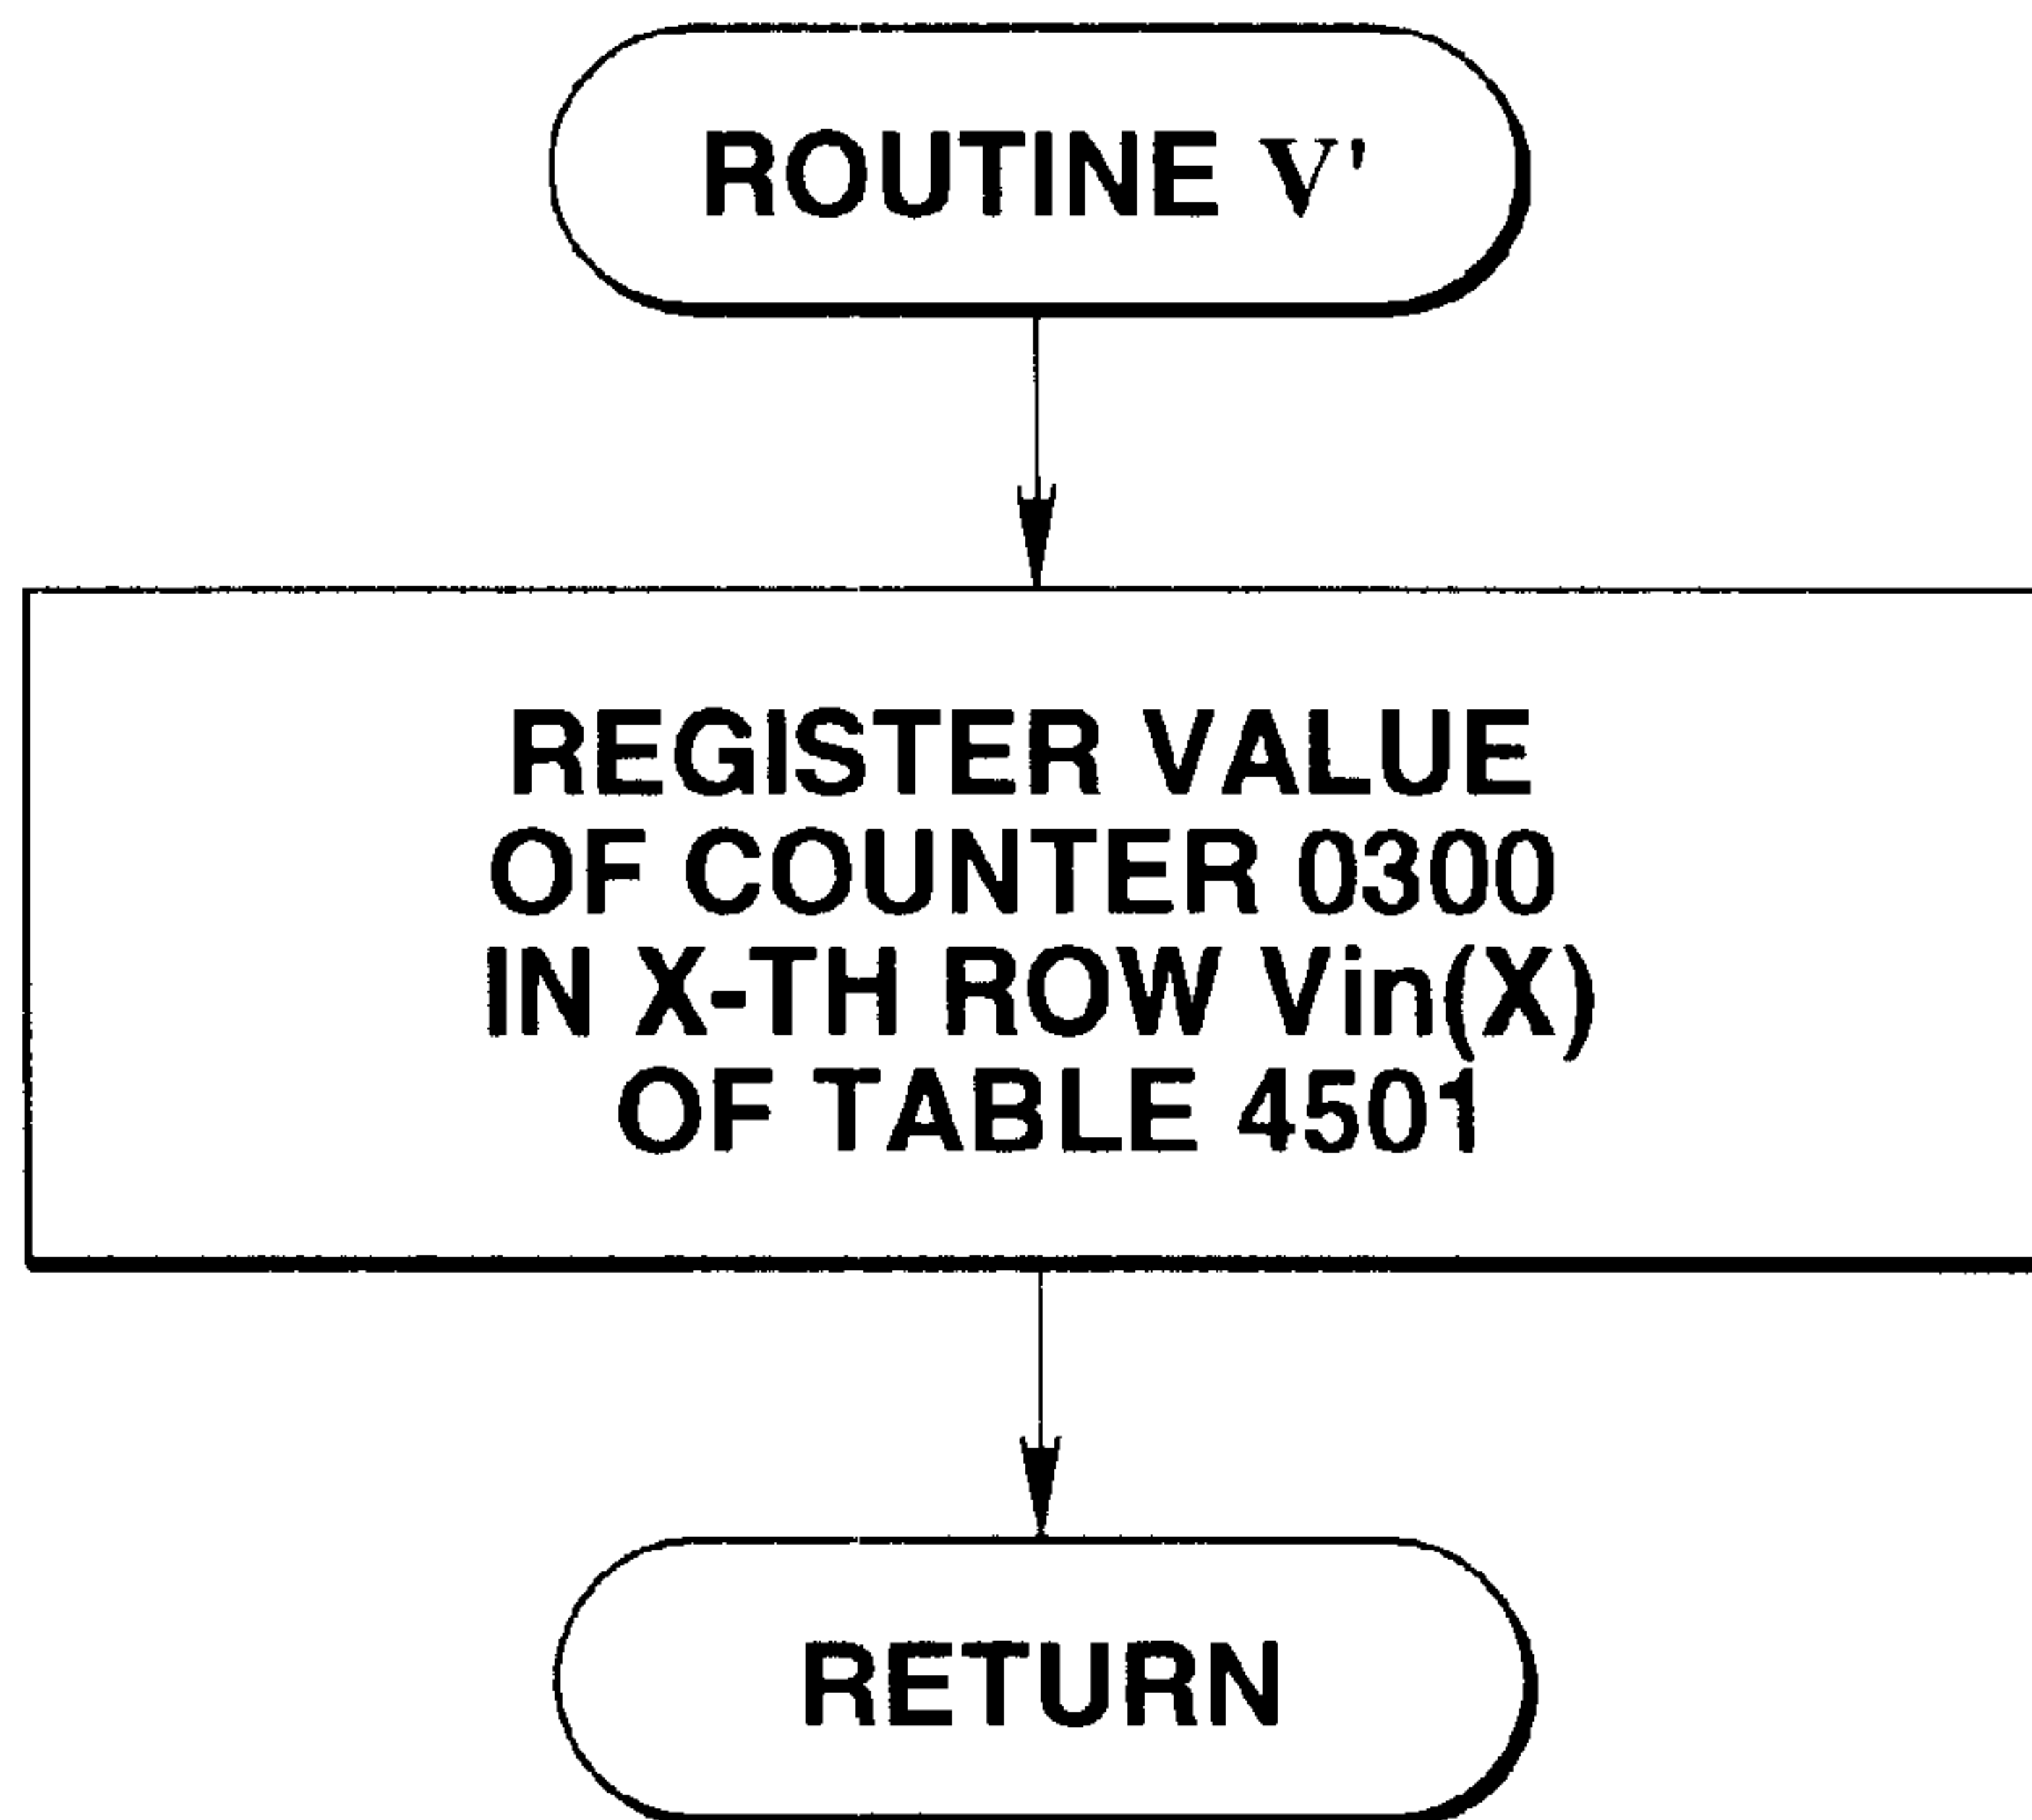 ROUTINE V'
REGISTER VALUE
OF COUNTER 0300
IN X-TH ROW Vin(X)
OF TABLE 4501
RETURN